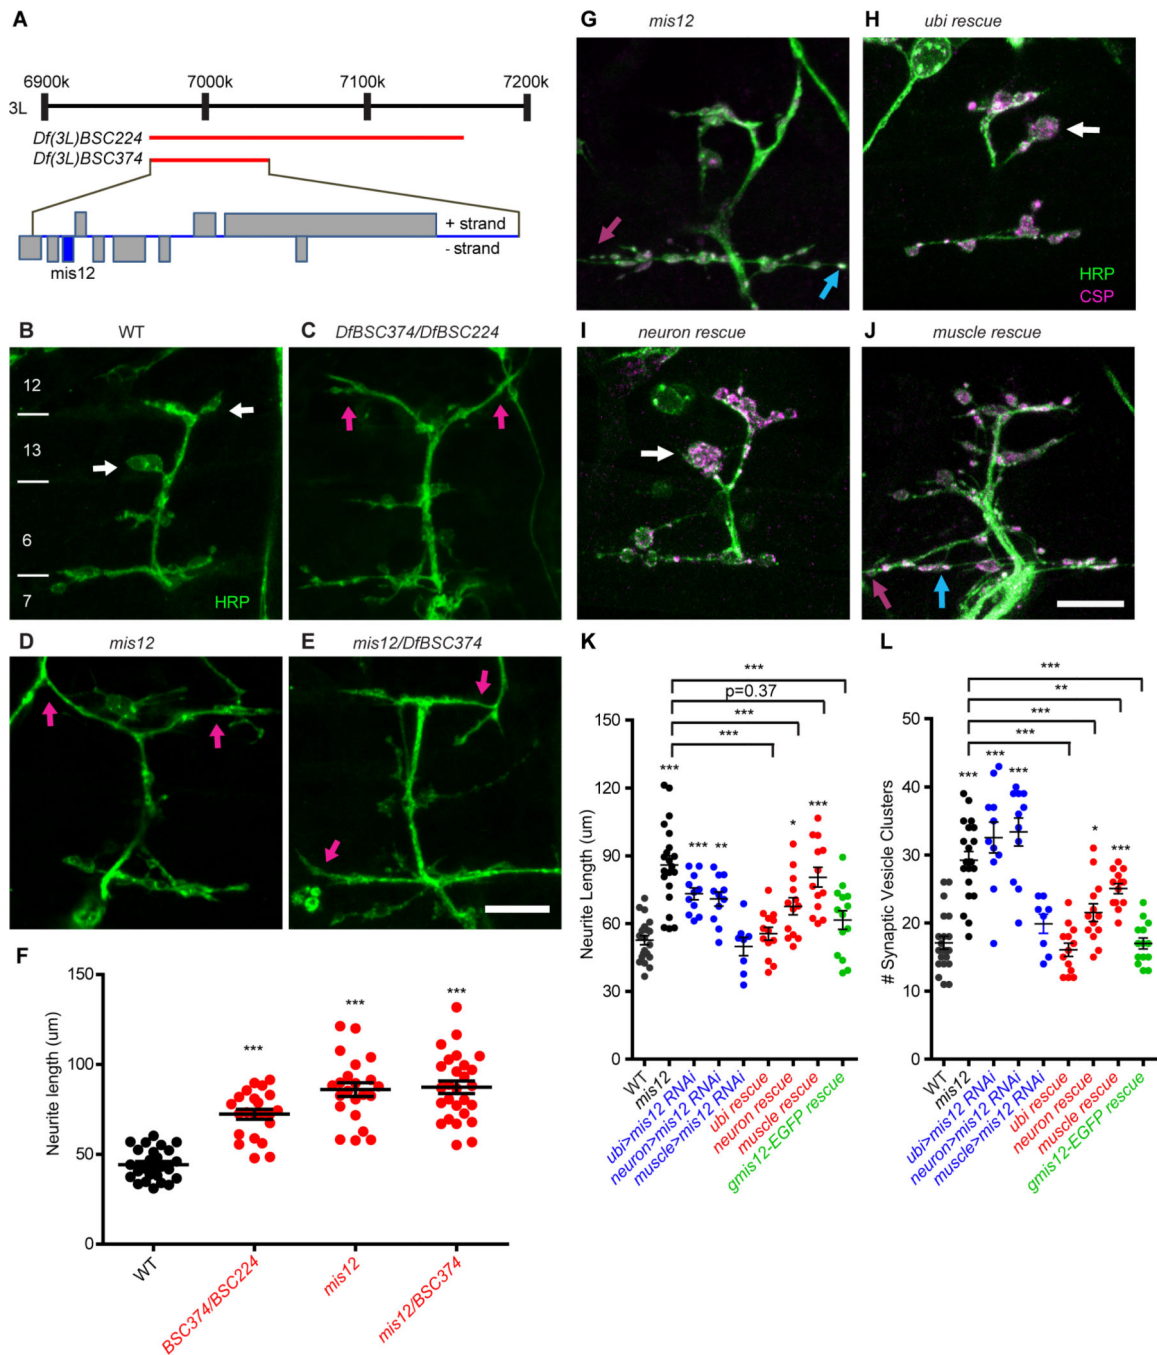 A
6900k 7000k 7100k 7200k
3L
Df(3L)BSC224
Df(3L)BSC374
+ strand
- strand
mis12
B WT
12
13
6
7
HRP
C DfBSC374/DfBSC224
D mis12
E mis12/DfBSC374
F
Neurite length (um)
150
100
50
0
***
***
***
WT
BSC374/BSC224
mis12
mis12/BSC374
G mis12
H ubi rescue
HRP
CSP
I neuron rescue
J muscle rescue
K
Neurite Length (um)
150
120
90
60
30
0
***
p=0.37
***
***
***
***
**
*
***
WT
mis12
ubi>mis12 RNAi
neuron>mis12 RNAi
muscle>mis12 RNAi
ubi rescue
neuron rescue
muscle rescue
gmis12-EGFP rescue
L
# Synaptic Vesicle Clusters
50
40
30
20
10
0
***
**
***
***
***
***
***
*
***
WT
mis12
ubi>mis12 RNAi
neuron>mis12 RNAi
muscle>mis12 RNAi
ubi rescue
neuron rescue
muscle rescue
gmis12-EGFP rescue